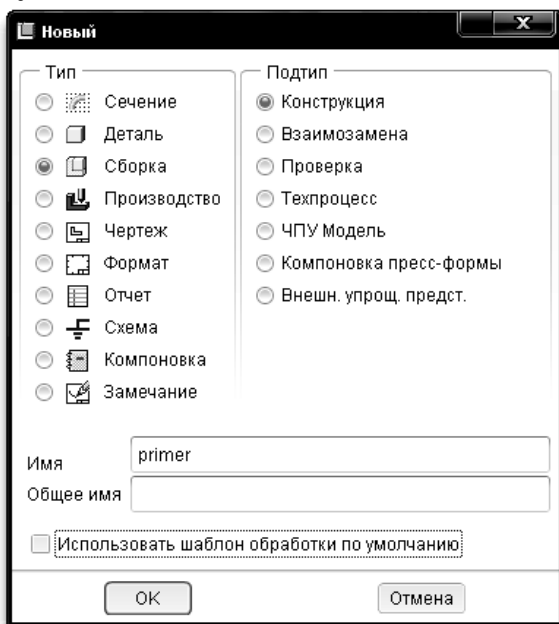 Новый
Тип
Сечение
Деталь
Сборка
Производство
Чертеж
Формат
Отчет
Схема
Компоновка
Замечание
Подтип
Конструкция
Взаимозамена
Проверка
Техпроцесс
ЧПУ Модель
Компоновка пресс-формы
Внешн. упрощ. предст.
Имя primer
Общее имя
Использовать шаблон обработки по умолчанию
OK Отмена